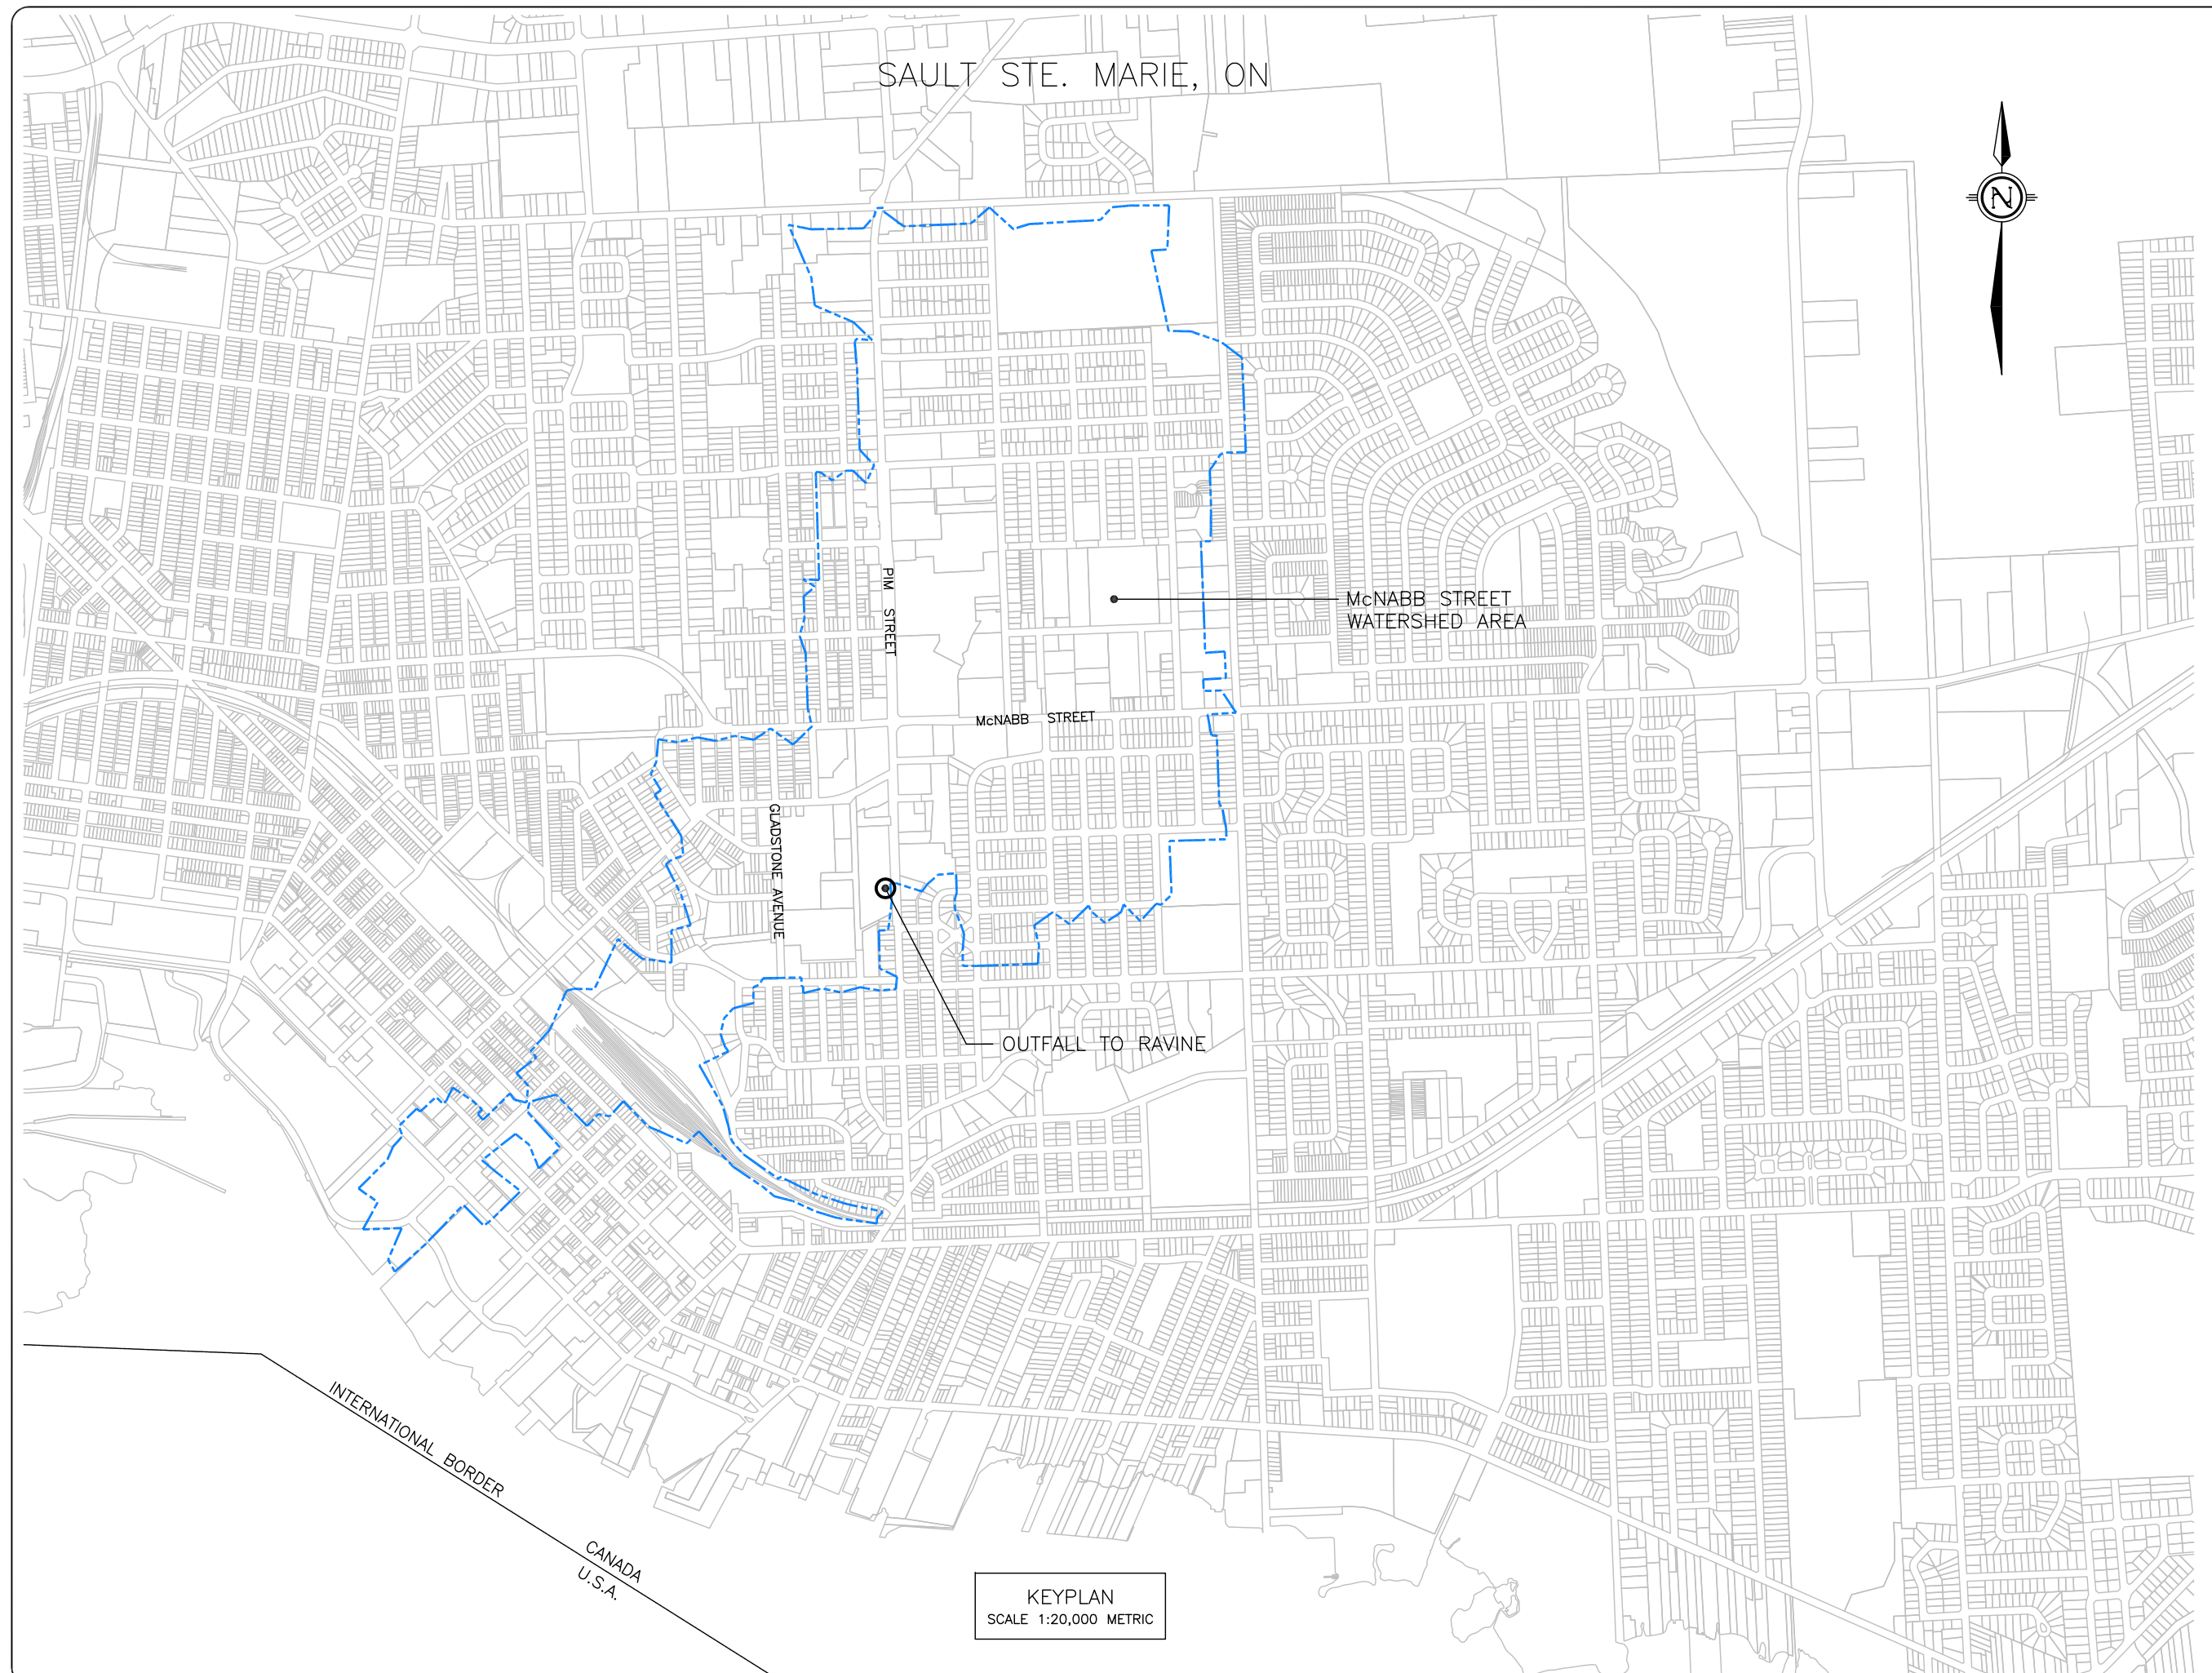 SAULT STE. MARIE, ON
N
PIM STREET
McNABB STREET
WATERSHED AREA
McNABB STREET
GLADSTONE AVENUE
OUTFALL TO RAVINE
INTERNATIONAL BORDER
CANADA
U.S.A.
KEYPLAN
SCALE 1:20,000 METRIC